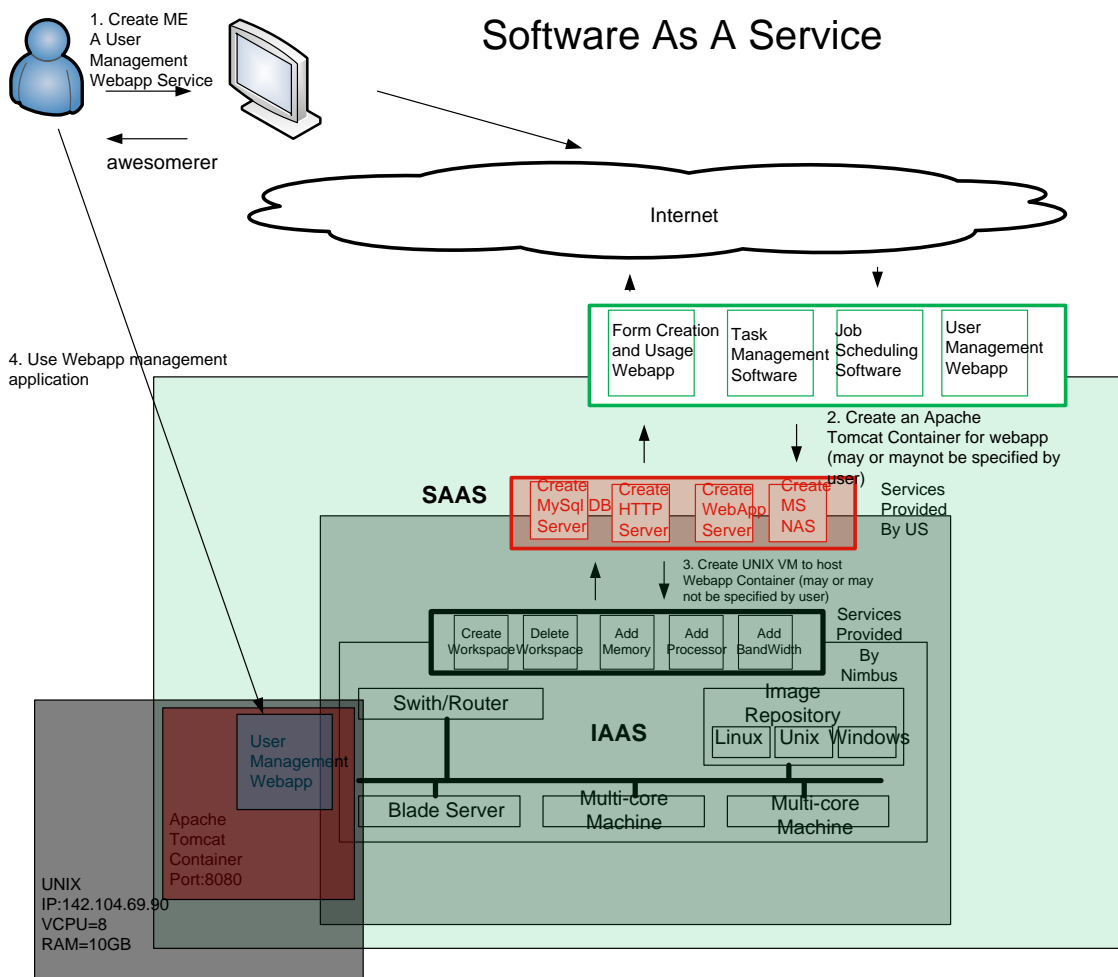 Software As A Service
1. Create ME
A User
Management
Webapp Service
awesomerer
Internet
4. Use Webapp management
application
Form Creation
and Usage
Webapp
Task
Management
Software
Job
Scheduling
Software
User
Management
Webapp
2. Create an Apache
Tomcat Container for webapp
(may or maynot be specified by
user)
SAAS
Create
MySql DB
Server
Create
HTTP
Server
Create
WebApp
Server
Create
MS
NAS
Services
Provided
By US
3. Create UNIX VM to host
Webapp Container (may or may
not be specified by user)
Create
Workspace
Delete
Workspace
Add
Memory
Add
Processor
Add
BandWidth
Services
Provided
By
Nimbus
Swith/Router
Image
Repository
Linux
Unix
Windows
IAAS
Blade Server
Multi-core
Machine
Multi-core
Machine
User
Management
Webapp
Apache
Tomcat
Container
Port:8080
UNIX
IP:142.104.69.90
VCPU=8
RAM=10GB